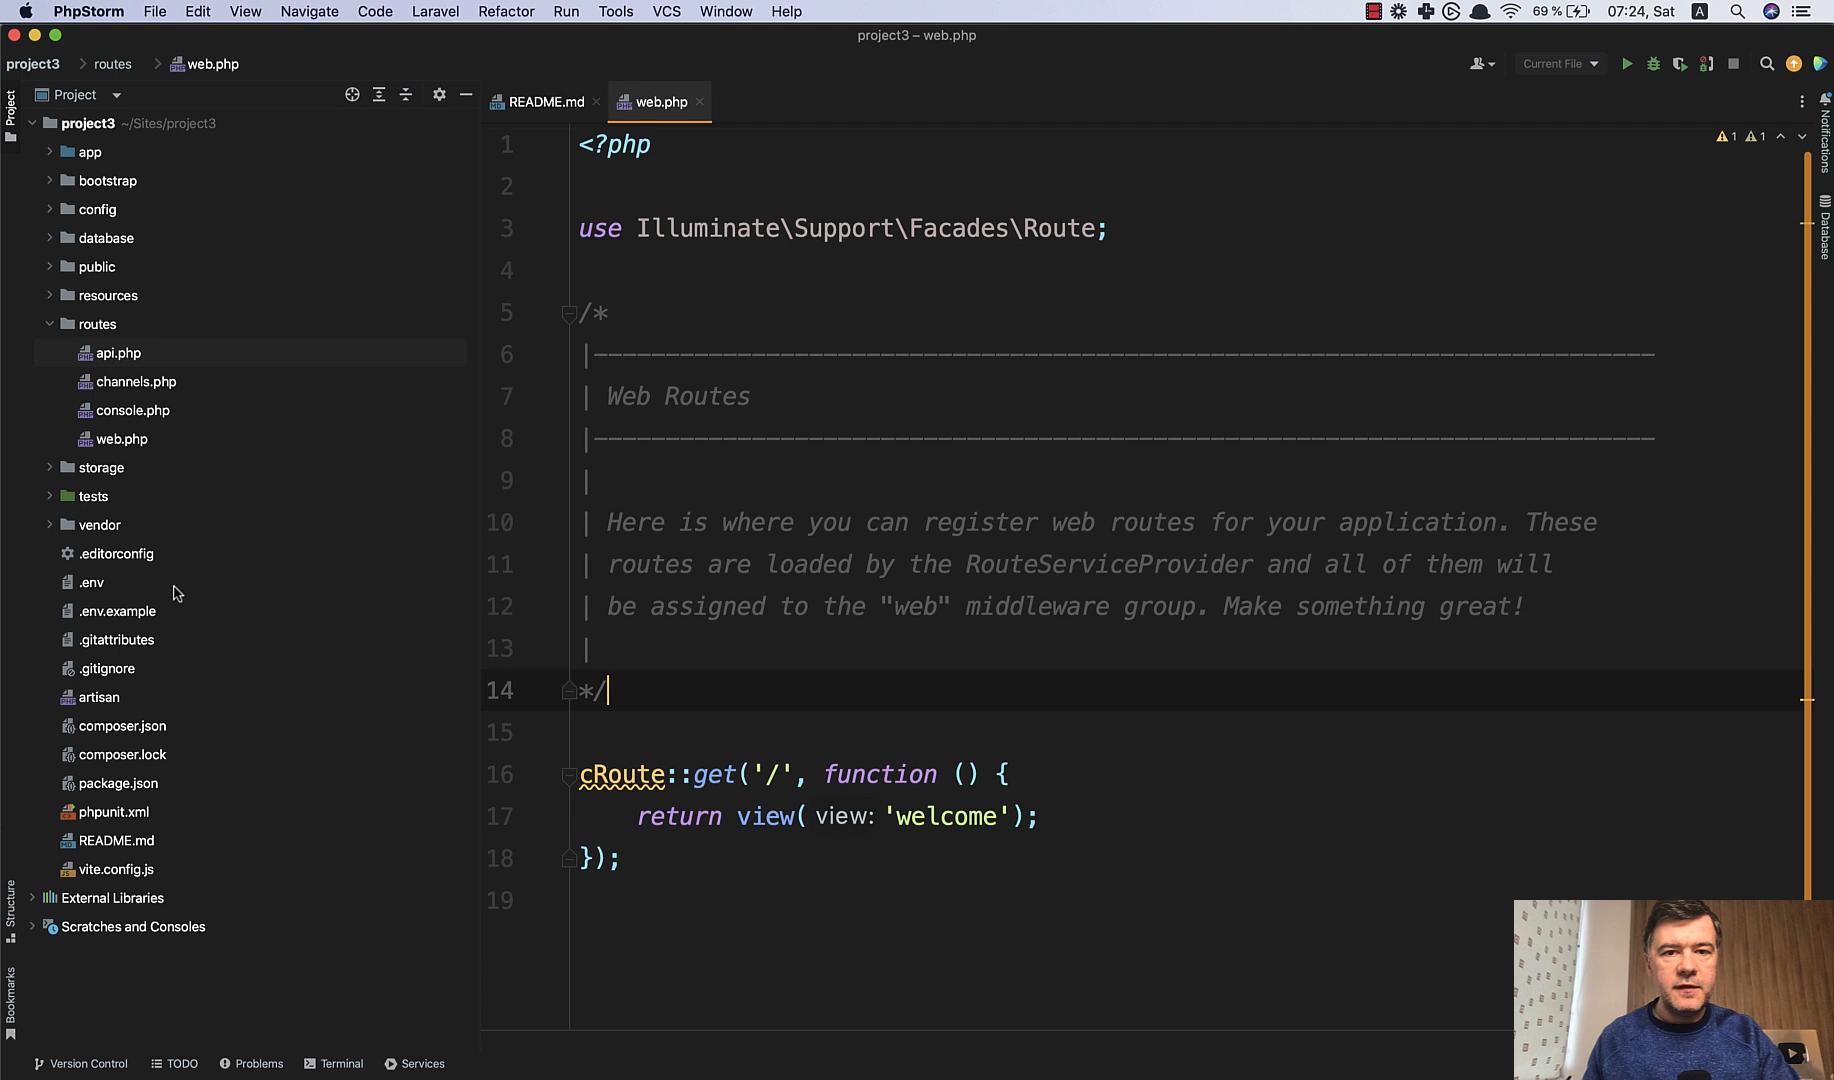 PhpStorm File Edit View Navigate Code Laravel Refactor Run Tools VCS Window Help 69 % 07:24, Sat A
project3 – web.php
project3 routes web.php Current File
Project
Project
README.md web.php
project3 ~/Sites/project3
app
bootstrap
config
database
public
resources
routes
api.php
channels.php
console.php
web.php
storage
tests
vendor
.editorconfig
.env
.env.example
.gitattributes
.gitignore
artisan
composer.json
composer.lock
package.json
phpunit.xml
README.md
vite.config.js
External Libraries
Scratches and Consoles
1 <?php
2
3 use Illuminate\Support\Facades\Route;
4
5 /*
6 |--------------------------------------------------------------------------
7 | Web Routes
8 |--------------------------------------------------------------------------
9 |
10 | Here is where you can register web routes for your application. These
11 | routes are loaded by the RouteServiceProvider and all of them will
12 | be assigned to the "web" middleware group. Make something great!
13 |
14 */
15
16 cRoute::get('/', function () {
17 return view( view: 'welcome');
18 });
19
1 1
Notifications
Database
Structure
Bookmarks
Version Control TODO Problems Terminal Services